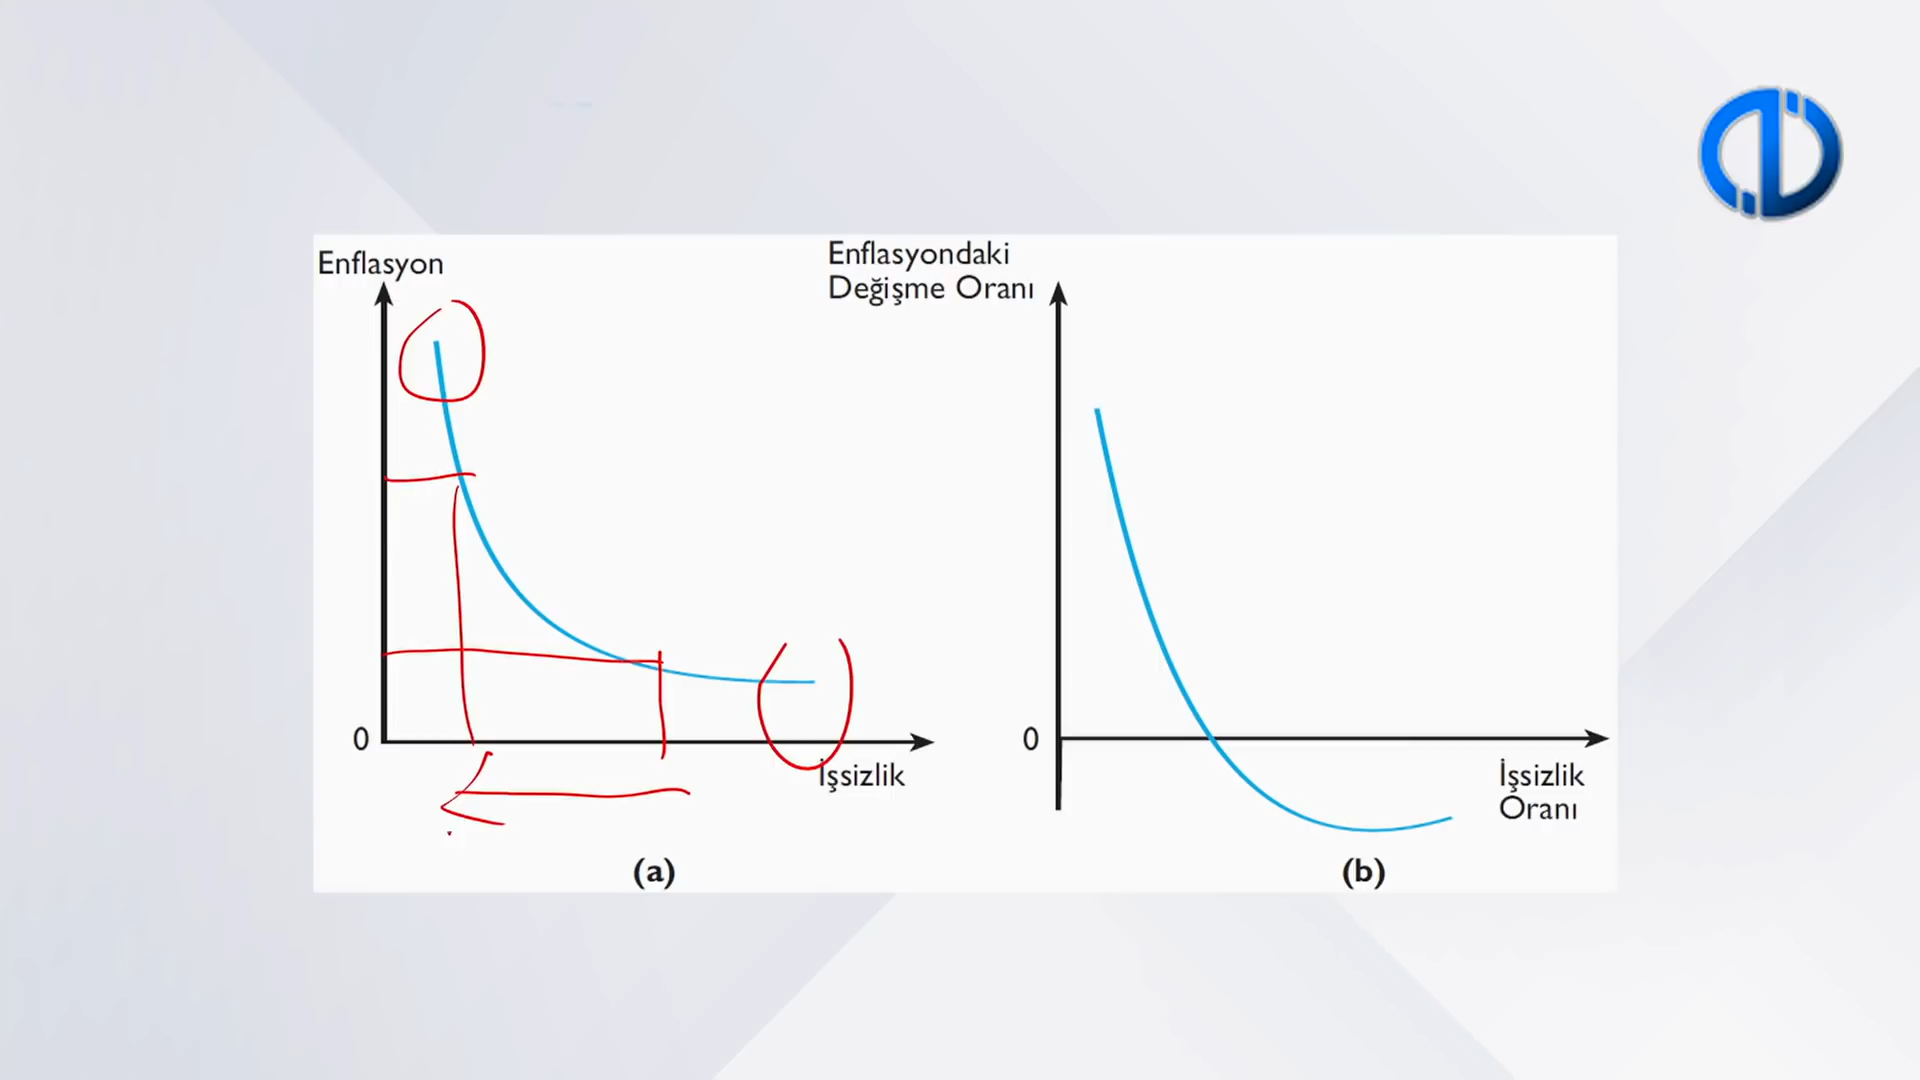 Enflasyon
0
İşsizlik
(a)
Enflasyondaki
Değişme Oranı
0
İşsizlik
Oranı
(b)